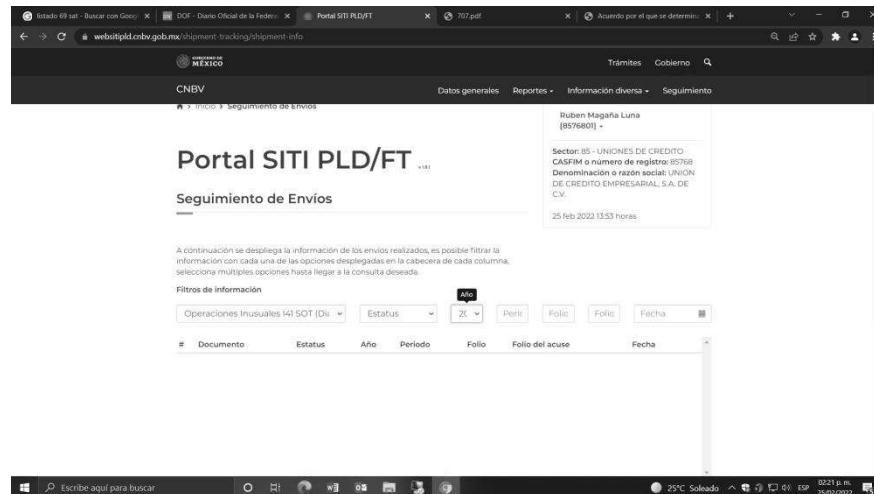 listado 69 sat - Buscar con Goog
DOF - Diario Oficial de la Federa
Portal SITI PLD/FT
707.pdf
Acuerdo por el que se determin
websitipld.cnbv.gob.mx/shipment-tracking/shipment-info
GOBIERNO DE
MÉXICO
Trámites Gobierno
CNBV
Datos generales Reportes Información diversa Seguimiento
Inicio > Seguimiento de Envíos
Ruben Magaña Luna
[8576801]
Portal SITI PLD/FT
Sector: 85 - UNIONES DE CREDITO
CASFIM o número de registro: 85768
Denominación o razón social: UNION
DE CREDITO EMPRESARIAL, S.A. DE
C.V.
Seguimiento de Envíos
25 feb 2022 13:53 horas
A continuación se despliega la información de los envíos realizados, es posible filtrar la
información con cada una de las opciones desplegadas en la cabecera de cada columna,
selecciona múltiples opciones hasta llegar a la consulta deseada.
Filtros de información
Año
Operaciones Inusuales I41 SOT (Di Estatus 20 Peri Folio Folio Fecha
# Documento Estatus Año Periodo Folio Folio del acuse Fecha
Escribe aquí para buscar
25°C Soleado ESP
02:21 p. m.
25/02/2022